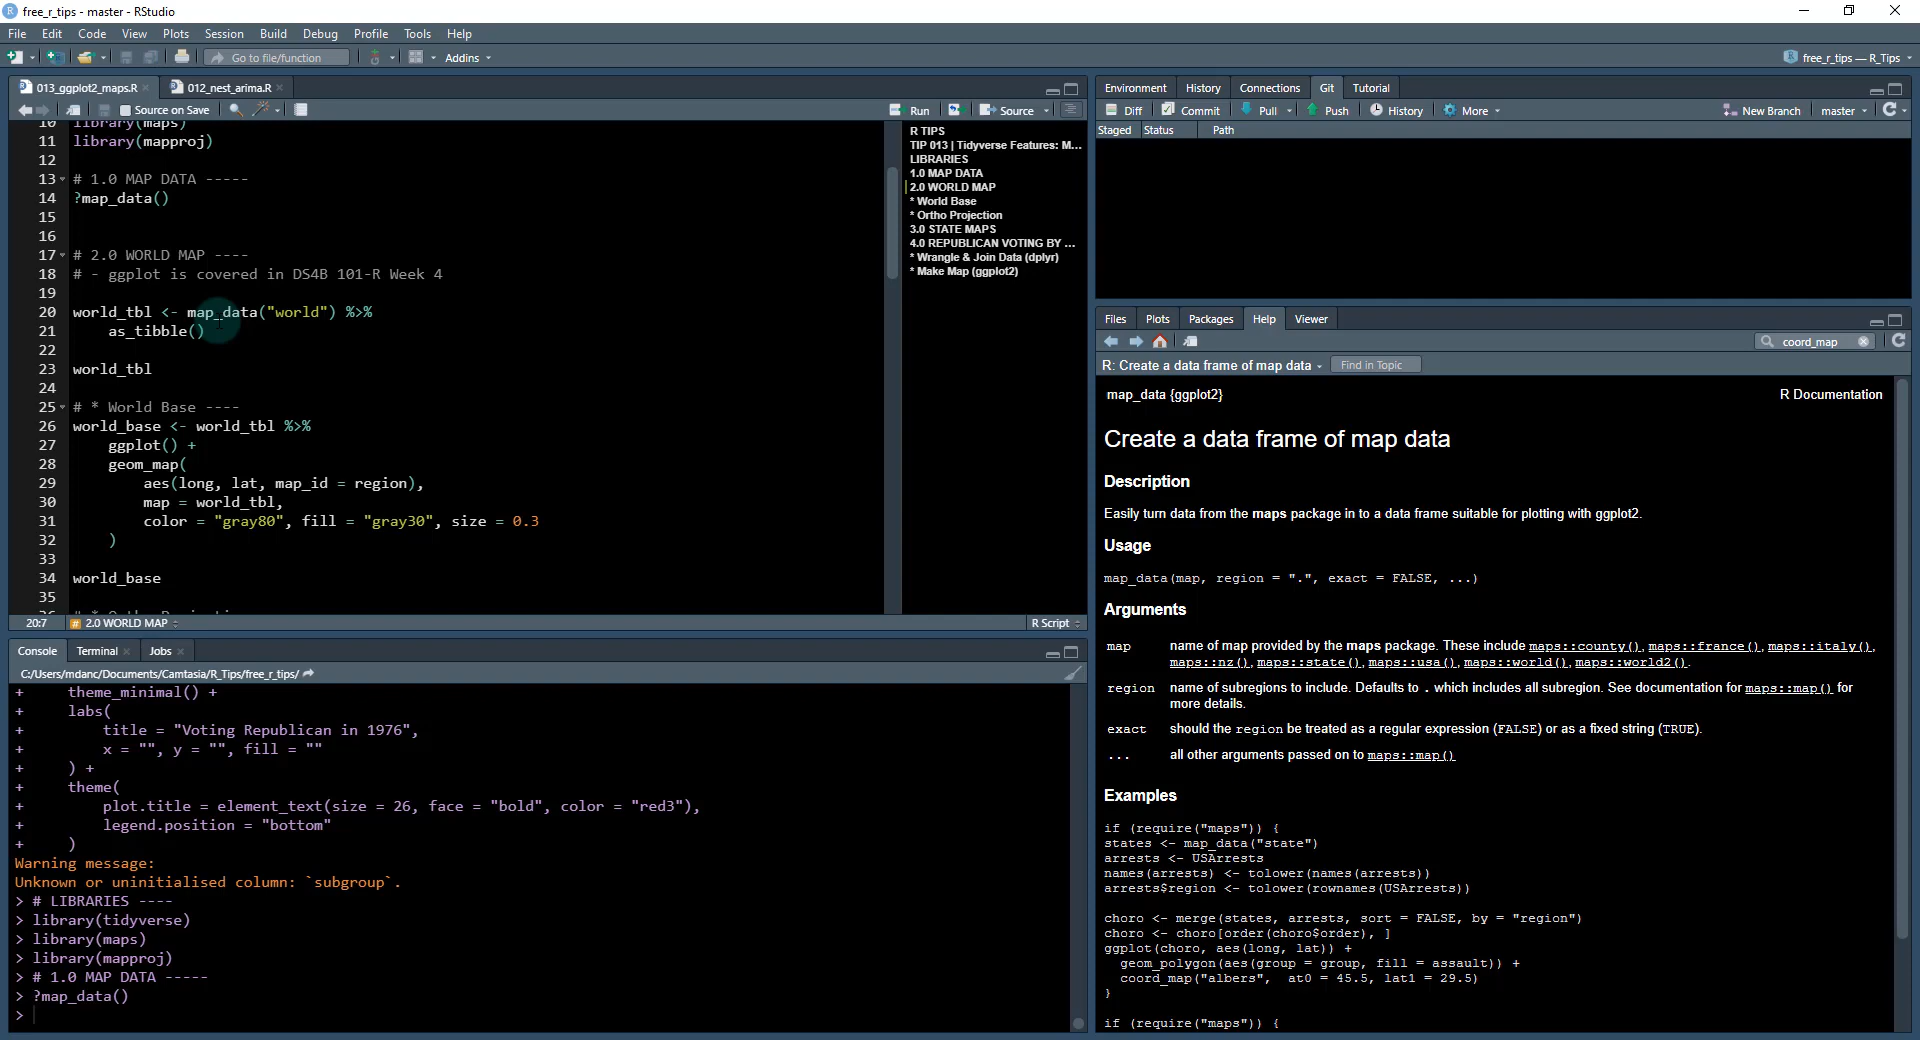 free_r_tips - master - RStudio
File Edit Code View Plots Session Build Debug Profile Tools Help
Go to file/function Addins free_r_tips — R_Tips
013_ggplot2_maps.R 012_nest_arima.R
Source on Save Run Source
10 library(maps)
11 library(mapproj)
12
13 # 1.0 MAP DATA -----
14 ?map_data()
15
16
17 # 2.0 WORLD MAP ----
18 # - ggplot is covered in DS4B 101-R Week 4
19
20 world_tbl <- map_data("world") %>%
21     as_tibble()
22
23 world_tbl
24
25 # * World Base ----
26 world_base <- world_tbl %>%
27     ggplot() +
28     geom_map(
29         aes(long, lat, map_id = region),
30         map = world_tbl,
31         color = "gray80", fill = "gray30", size = 0.3
32     )
33
34 world_base
35
R TIPS
TIP 013 | Tidyverse Features: M...
LIBRARIES
1.0 MAP DATA
2.0 WORLD MAP
* World Base
* Ortho Projection
3.0 STATE MAPS
4.0 REPUBLICAN VOTING BY ...
* Wrangle & Join Data (dplyr)
* Make Map (ggplot2)
20:7 # 2.0 WORLD MAP R Script
Console Terminal Jobs
C:/Users/mdanc/Documents/Camtasia/R_Tips/free_r_tips/
+     theme_minimal() +
+     labs(
+         title = "Voting Republican in 1976",
+         x = "", y = "", fill = ""
+     ) +
+     theme(
+         plot.title = element_text(size = 26, face = "bold", color = "red3"),
+         legend.position = "bottom"
+     )
Warning message:
Unknown or uninitialised column: `subgroup`.
> # LIBRARIES ----
> library(tidyverse)
> library(maps)
> library(mapproj)
> # 1.0 MAP DATA -----
> ?map_data()
>
Environment History Connections Git Tutorial
Diff Commit Pull Push History More New Branch master
Staged Status Path
Files Plots Packages Help Viewer
coord_map
R: Create a data frame of map data Find in Topic
map_data {ggplot2} R Documentation
Create a data frame of map data
Description
Easily turn data from the maps package in to a data frame suitable for plotting with ggplot2.
Usage
map_data(map, region = ".", exact = FALSE, ...)
Arguments
map name of map provided by the maps package. These include maps::county(), maps::france(), maps::italy(),
maps::nz(), maps::state(), maps::usa(), maps::world(), maps::world2().
region name of subregions to include. Defaults to . which includes all subregion. See documentation for maps::map() for
more details.
exact should the region be treated as a regular expression (FALSE) or as a fixed string (TRUE).
... all other arguments passed on to maps::map()
Examples
if (require("maps")) {
states <- map_data("state")
arrests <- USArrests
names(arrests) <- tolower(names(arrests))
arrests$region <- tolower(rownames(USArrests))
choro <- merge(states, arrests, sort = FALSE, by = "region")
choro <- choro[order(choro$order), ]
ggplot(choro, aes(long, lat)) +
  geom_polygon(aes(group = group, fill = assault)) +
  coord_map("albers",  at0 = 45.5, lat1 = 29.5)
}
if (require("maps")) {